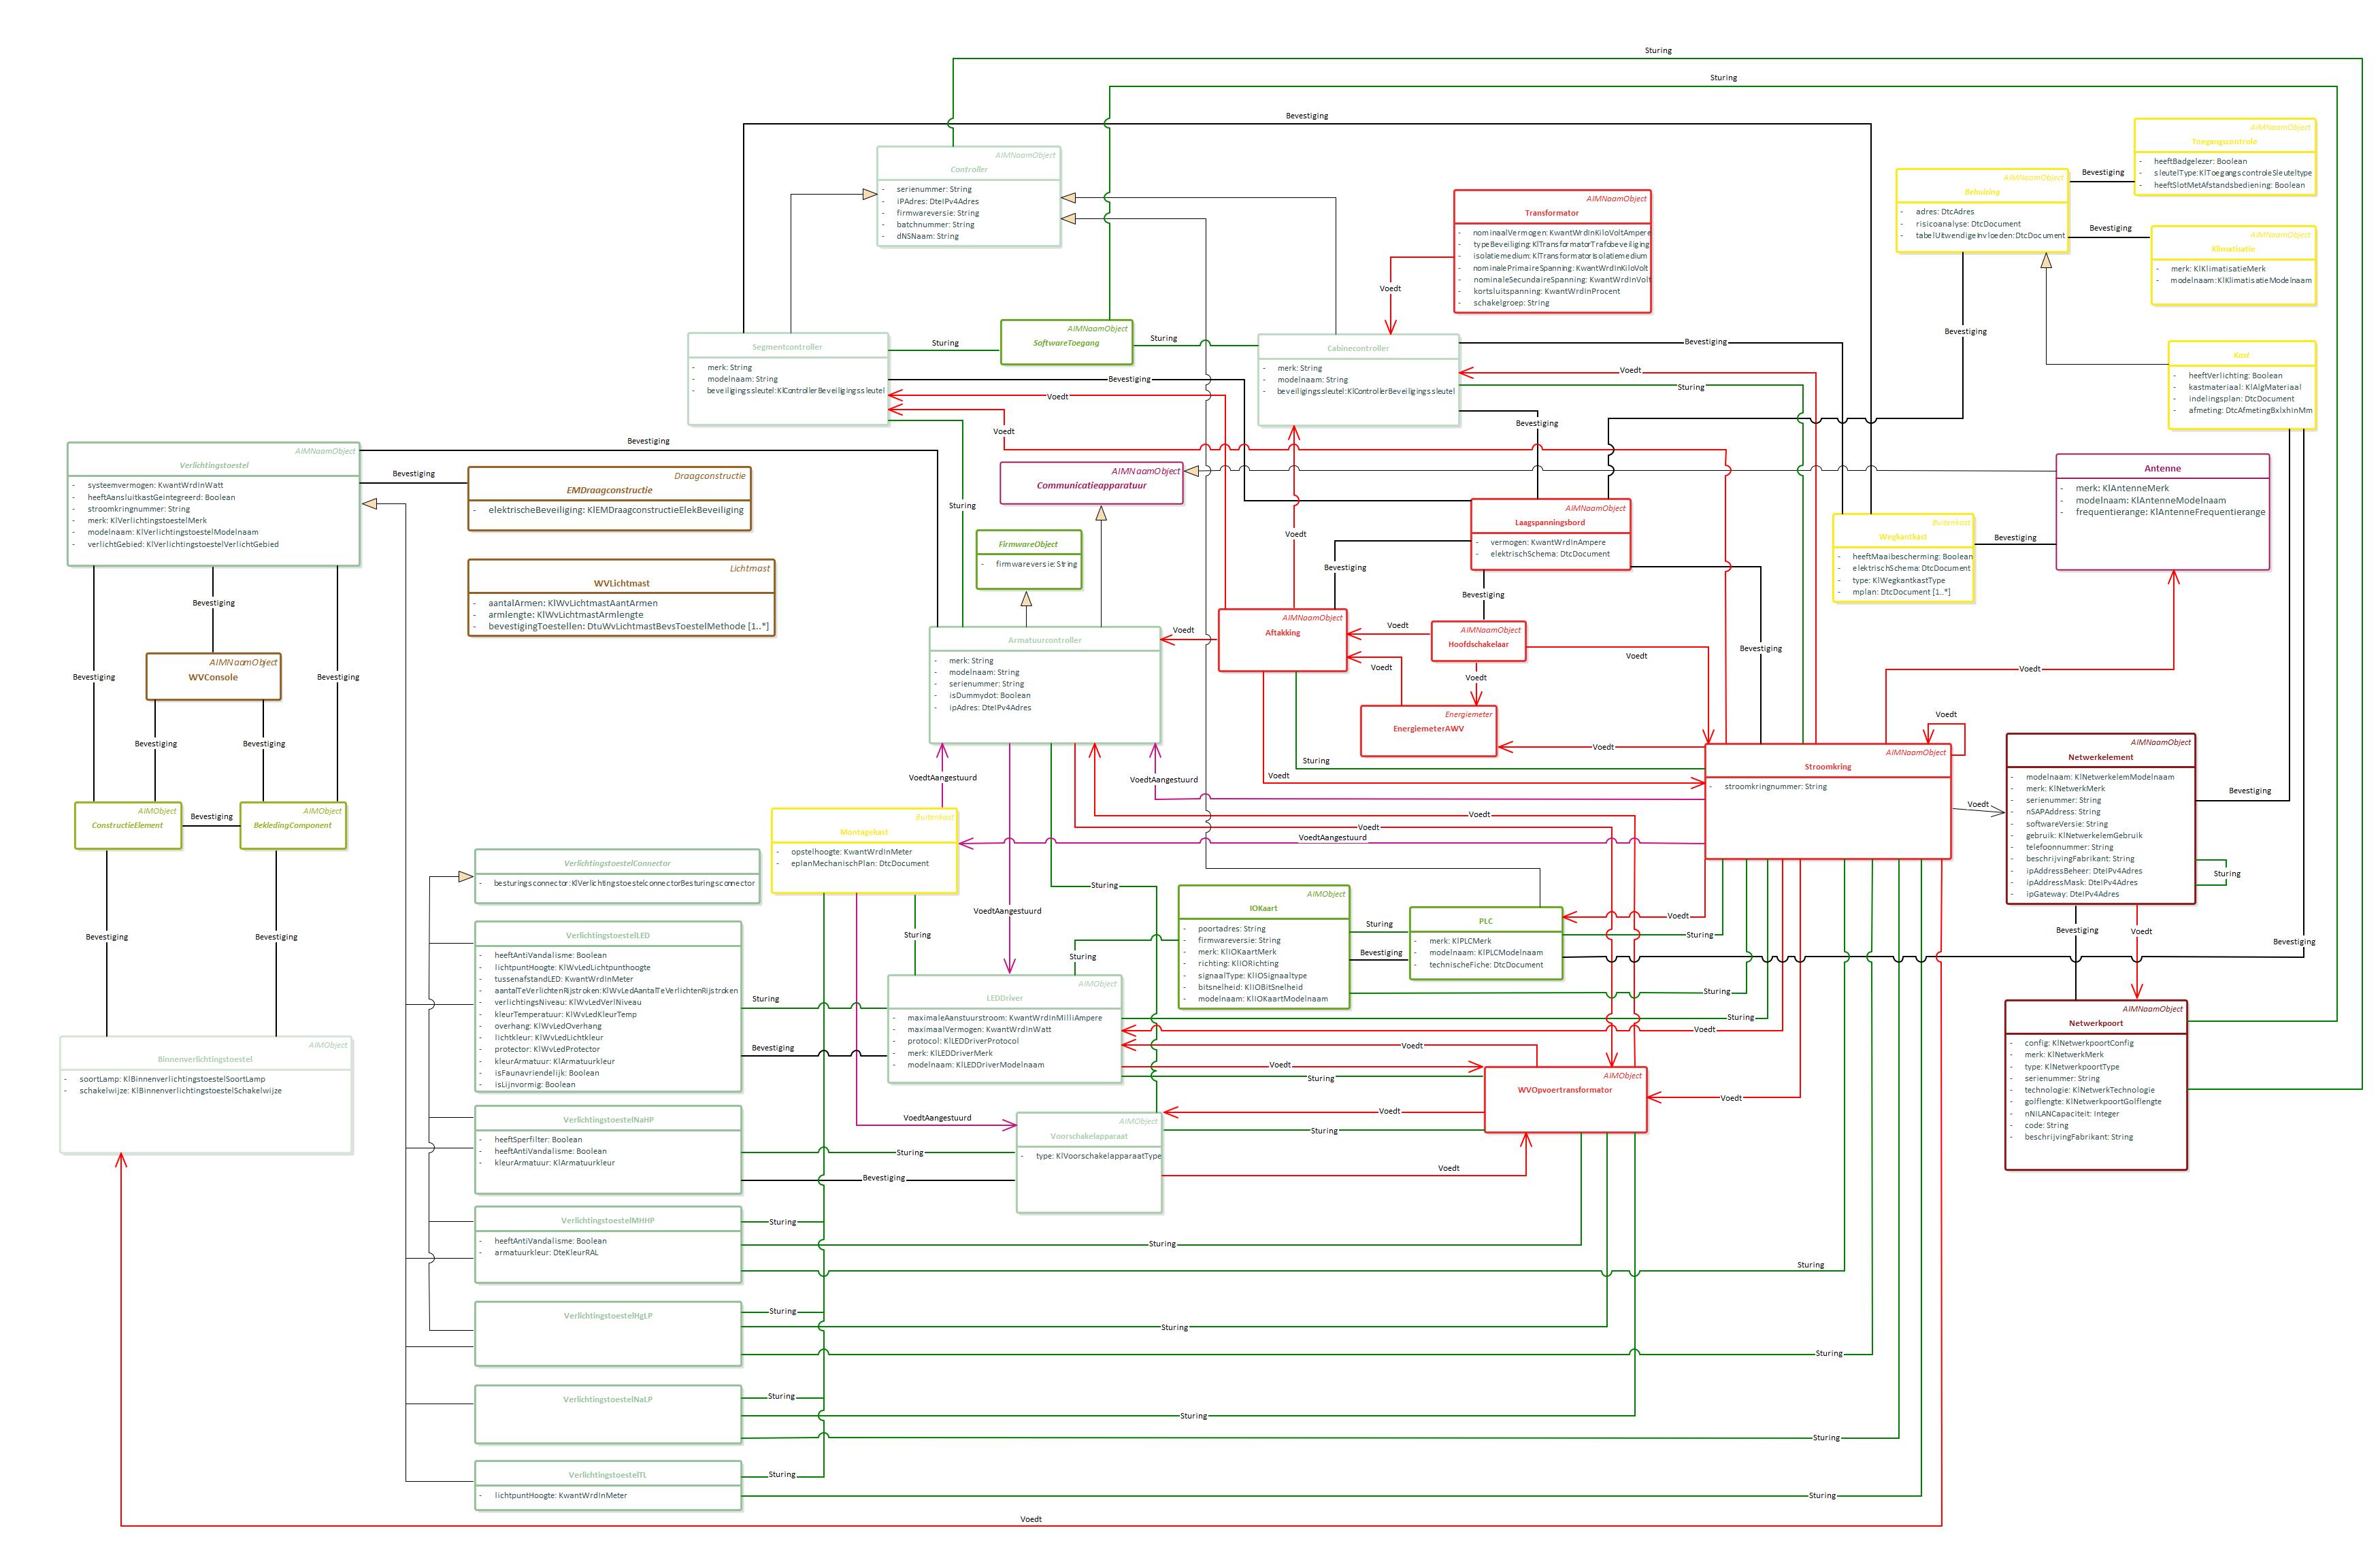 Sturing
Sturing
Bevestiging
AIMNaamObject
Controller
- serienummer: String
- iPAdres: DteIPv4Adres
- firmwareversie: String
- batchnummer: String
- dNSNaam: String
AIMNaamObject
Toegangscontrole
- heeftBadgelezer: Boolean
- sleutelType: KlToegangscontroleSleuteltype
- heeftSlotMetAfstandsbediening: Boolean
AIMNaamObject
Behuizing
- adres: DtcAdres
- risicoanalyse: DtcDocument
- tabelUitwendigeInvloeden: DtcDocument
Bevestiging
Bevestiging
AIMNaamObject
Klimatisatie
- merk: KlKlimatisatieMerk
- modelnaam: KlKlimatisatieModelnaam
AIMNaamObject
Transformator
- nominaalVermogen: KwantWrdInKiloVoltAmpere
- typeBeveiliging: KlTransformatorTrafobeveiliging
- isolatiemedium: KlTransformatorIsolatiemedium
- nominalePrimaireSpanning: KwantWrdInKiloVolt
- nominaleSecundaireSpanning: KwantWrdInVolt
- kortsluitspanning: KwantWrdInProcent
- schakelgroep: String
Voedt
Bevestiging
Segmentcontroller
- merk: String
- modelnaam: String
- beveiligingssleutel: KlControllerBeveiligingssleutel
Sturing
AIMNaamObject
SoftwareToegang
Sturing
Cabinecontroller
- merk: String
- modelnaam: String
- beveiligingssleutel: KlControllerBeveiligingssleutel
Bevestiging
Voedt
Sturing
Bevestiging
Bevestiging
Voedt
Voedt
AIMNaamObject
Kast
- heeftVerlichting: Boolean
- kastmateriaal: KlAlgMateriaal
- indelingsplan: DtcDocument
- afmeting: DtcAfmetingBxlxhInMm
AIMNaamObject
Verlichtingstoestel
- systeemvermogen: KwantWrdInWatt
- heeftAansluitkastGeintegreerd: Boolean
- stroomkringnummer: String
- merk: KlVerlichtingstoestelMerk
- modelnaam: KlVerlichtingstoestelModelnaam
- verlichtGebied: KlVerlichtingstoestelVerlichtGebied
Bevestiging
Bevestiging
Draagconstructie
EMDraagconstructie
- elektrischeBeveiliging: KlEMDraagconstructieElekBeveiliging
Lichtmast
WVLichtmast
- aantalArmen: KlWvLichtmastAantArmen
- armlengte: KlWvLichtmastArmlengte
- bevestigingToestellen: DtuWvLichtmastBevsToestelMethode [1..*]
AIMNaamObject
Communicatieapparatuur
Sturing
FirmwareObject
- firmwareversie: String
Voedt
AIMNaamObject
Laagspanningsbord
- vermogen: KwantWrdInAmpere
- elektrischSchema: DtcDocument
Bevestiging
Bevestiging
Bevestiging
Antenne
- merk: KlAntenneMerk
- modelnaam: KlAntenneModelnaam
- frequentierange: KlAntenneFrequentierange
Buitenkast
Wegkantkast
- heeftMaaibescherming: Boolean
- elektrischSchema: DtcDocument
- type: KlWegkantkastType
- mplan: DtcDocument [1..*]
Bevestiging
Bevestiging
Bevestiging
Bevestiging
AIMNaamObject
WVConsole
Bevestiging
Bevestiging
Armatuurcontroller
- merk: String
- modelnaam: String
- serienummer: String
- isDummydot: Boolean
- ipAdres: DteIPv4Adres
Voedt
AIMNaamObject
Aftakking
Voedt
AIMNaamObject
Hoofdschakelaar
Voedt
Voedt
Voedt
Energiemeter
EnergiemeterAWV
Voedt
Voedt
Voedt
AIMNaamObject
Stroomkring
- stroomkringnummer: String
Sturing
Voedt
VoedtAangestuurd
VoedtAangestuurd
Voedt
AIMNaamObject
Netwerkelement
- modelnaam: KlNetwerkelemModelnaam
- merk: KlNetwerkMerk
- serienummer: String
- nSAPAddress: String
- softwareVersie: String
- gebruik: KlNetwerkelemGebruik
- telefoonnummer: String
- beschrijvingFabrikant: String
- ipAddressBeheer: DteIPv4Adres
- ipAddressMask: DteIPv4Adres
- ipGateway: DteIPv4Adres
Bevestiging
Sturing
AIMObject
ConstructieElement
Bevestiging
AIMObject
BekledingComponent
Buitenkast
Montagekast
- opstelhoogte: KwantWrdInMeter
- eplanMechanischPlan: DtcDocument
Voedt
Voedt
VoedtAangestuurd
VerlichtingstoestelConnector
- besturingsconnector: KlVerlichtingstoestelconnectorBesturingsconnector
Sturing
VoedtAangestuurd
Sturing
Bevestiging
Bevestiging
VerlichtingstoestelLED
- heeftAntiVandalisme: Boolean
- lichtpuntHoogte: KlWvLedLichtpunthoogte
- tussenafstandLED: KwantWrdInMeter
- aantalTeVerlichtenRijstroken: KlWvLedAantalTeVerlichtenRijstroken
- verlichtingsNiveau: KlWvLedVerlNiveau
- kleurTemperatuur: KlWvLedKleurTemp
- overhang: KlWvLedOverhang
- lichtkleur: KlWvLedLichtkleur
- protector: KlWvLedProtector
- kleurArmatuur: KlArmatuurkleur
- isFaunavriendelijk: Boolean
- isLijnvormig: Boolean
Sturing
Bevestiging
Sturing
AIMObject
IOKaart
- poortadres: String
- firmwareversie: String
- merk: KlIOKaartMerk
- richting: KlIORichting
- signaalType: KlIOSignaaltype
- bitsnelheid: KlIOBitSnelheid
- modelnaam: KlIOKaartModelnaam
Sturing
Bevestiging
PLC
- merk: KlPLCMerk
- modelnaam: KlPLCModelnaam
- technischeFiche: DtcDocument
Voedt
Sturing
Bevestiging
Voedt
Bevestiging
AIMObject
LEDDriver
- maximaleAanstuurstroom: KwantWrdInMilliAmpere
- maximaalVermogen: KwantWrdInWatt
- protocol: KlLEDDriverProtocol
- merk: KlLEDDriverMerk
- modelnaam: KlLEDDriverModelnaam
Sturing
Sturing
Voedt
Voedt
Voedt
Sturing
AIMNaamObject
Netwerkpoort
- config: KlNetwerkpoortConfig
- merk: KlNetwerkMerk
- type: KlNetwerkpoortType
- serienummer: String
- technologie: KlNetwerkTechnologie
- golflengte: KlNetwerkpoortGolflengte
- nNILANCapaciteit: Integer
- code: String
- beschrijvingFabrikant: String
AIMObject
Binnenverlichtingstoestel
- soortLamp: KlBinnenverlichtingstoestelSoortLamp
- schakelwijze: KlBinnenverlichtingstoestelSchakelwijze
AIMObject
WVOpvoertransformator
Voedt
VerlichtingstoestelNaHP
- heeftSperfilter: Boolean
- heeftAntiVandalisme: Boolean
- kleurArmatuur: KlArmatuurkleur
VoedtAangestuurd
AIMObject
Voorschakelapparaat
- type: KlVoorschakelapparaatType
Voedt
Sturing
Sturing
Bevestiging
Voedt
VerlichtingstoestelMHHP
- heeftAntiVandalisme: Boolean
- armatuurkleur: DteKleurRAL
Sturing
Sturing
Sturing
VerlichtingstoestelHgLP
Sturing
Sturing
Sturing
VerlichtingstoestelNaLP
Sturing
Sturing
Sturing
VerlichtingstoestelTL
- lichtpuntHoogte: KwantWrdInMeter
Sturing
Sturing
Voedt